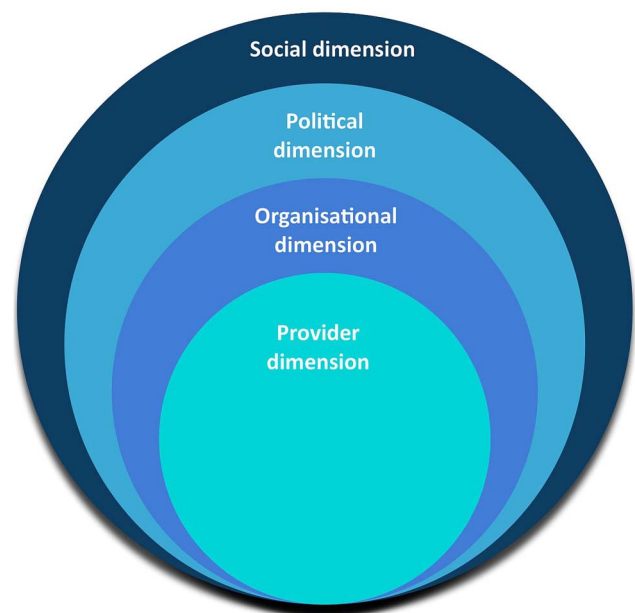 Social dimension
Political
dimension
Organisational
dimension
Provider
dimension